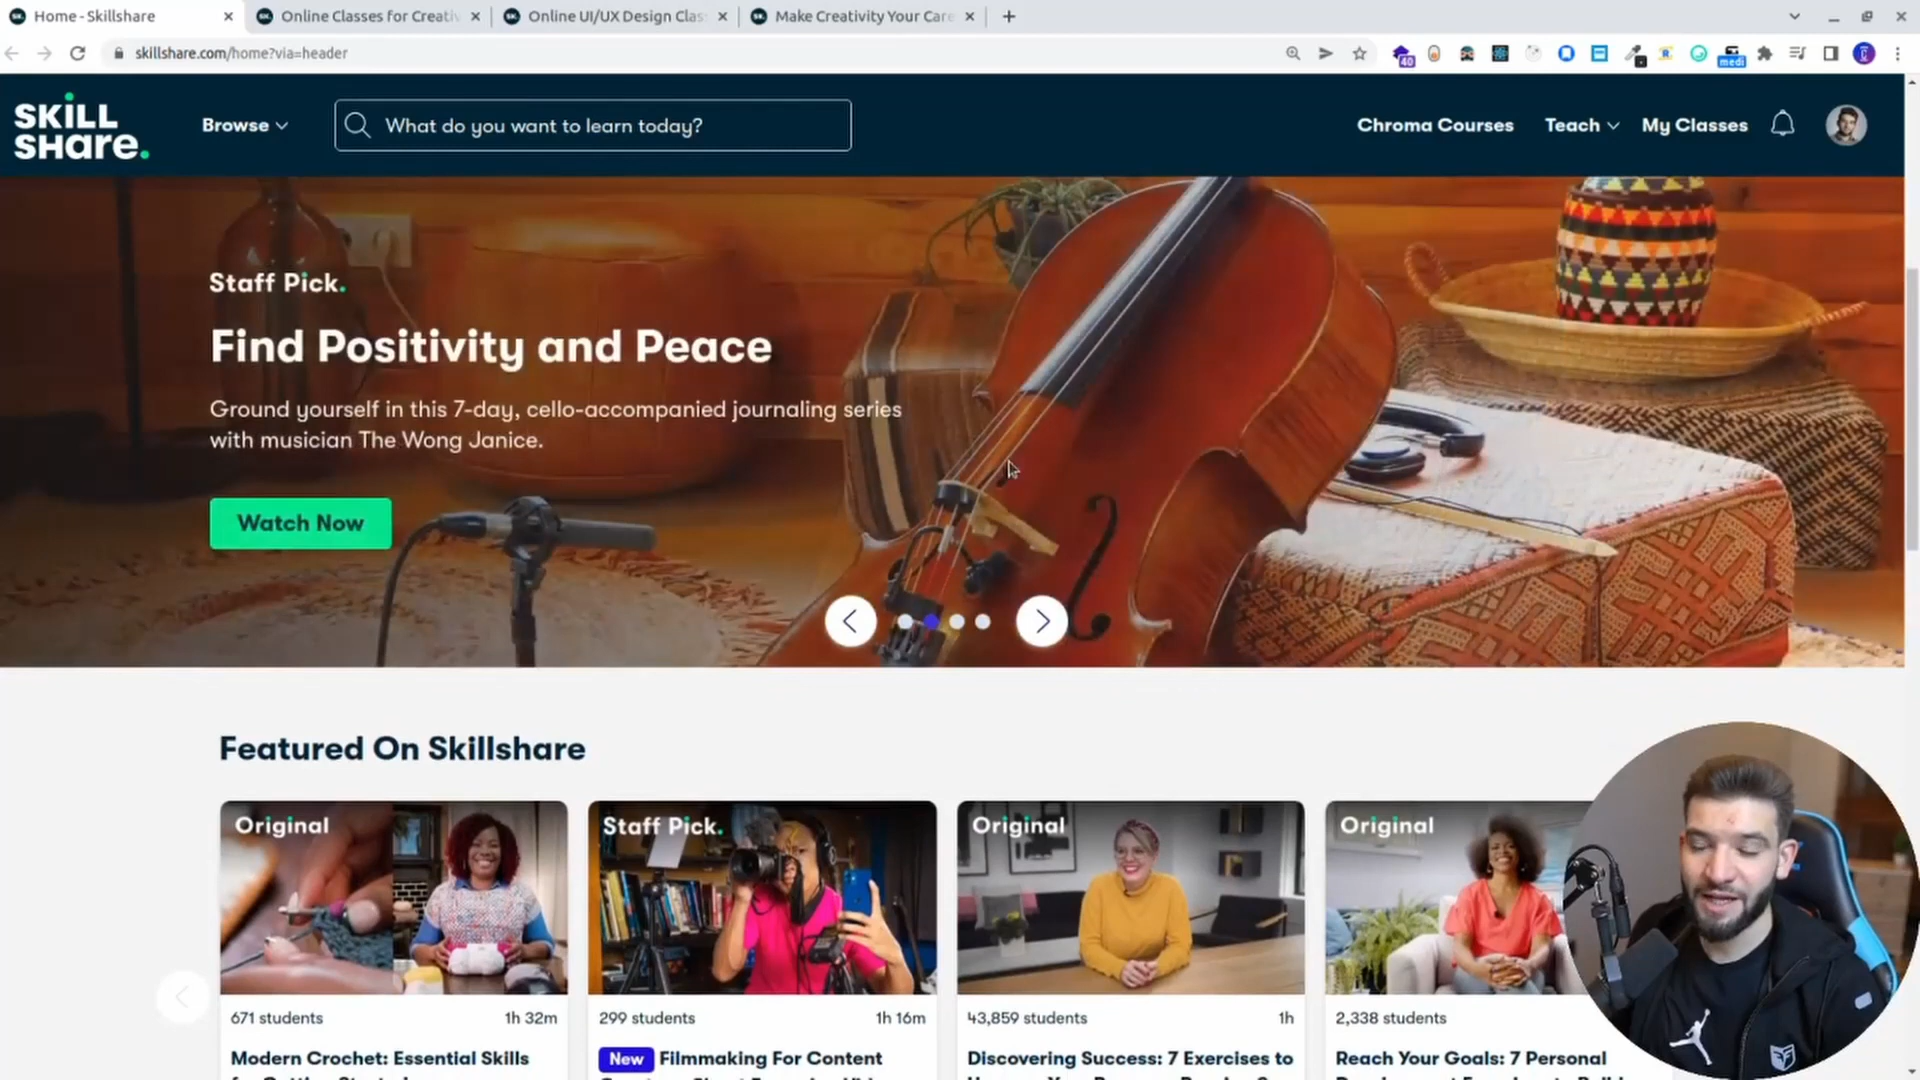 Home - Skillshare
Online Classes for Creativ
Online UI/UX Design Clas
Make Creativity Your Care
skillshare.com/home?via=header
40
medi
SKILL
SHare.
Browse
What do you want to learn today?
Chroma Courses
Teach
My Classes
Staff Pick.
Find Positivity and Peace
Ground yourself in this 7-day, cello-accompanied journaling series
with musician The Wong Janice.
Watch Now
Featured On Skillshare
Original
Staff Pick.
Original
Original
671 students
1h 32m
299 students
1h 16m
43,859 students
1h
2,338 students
Modern Crochet: Essential Skills
New
Filmmaking For Content
Discovering Success: 7 Exercises to
Reach Your Goals: 7 Personal